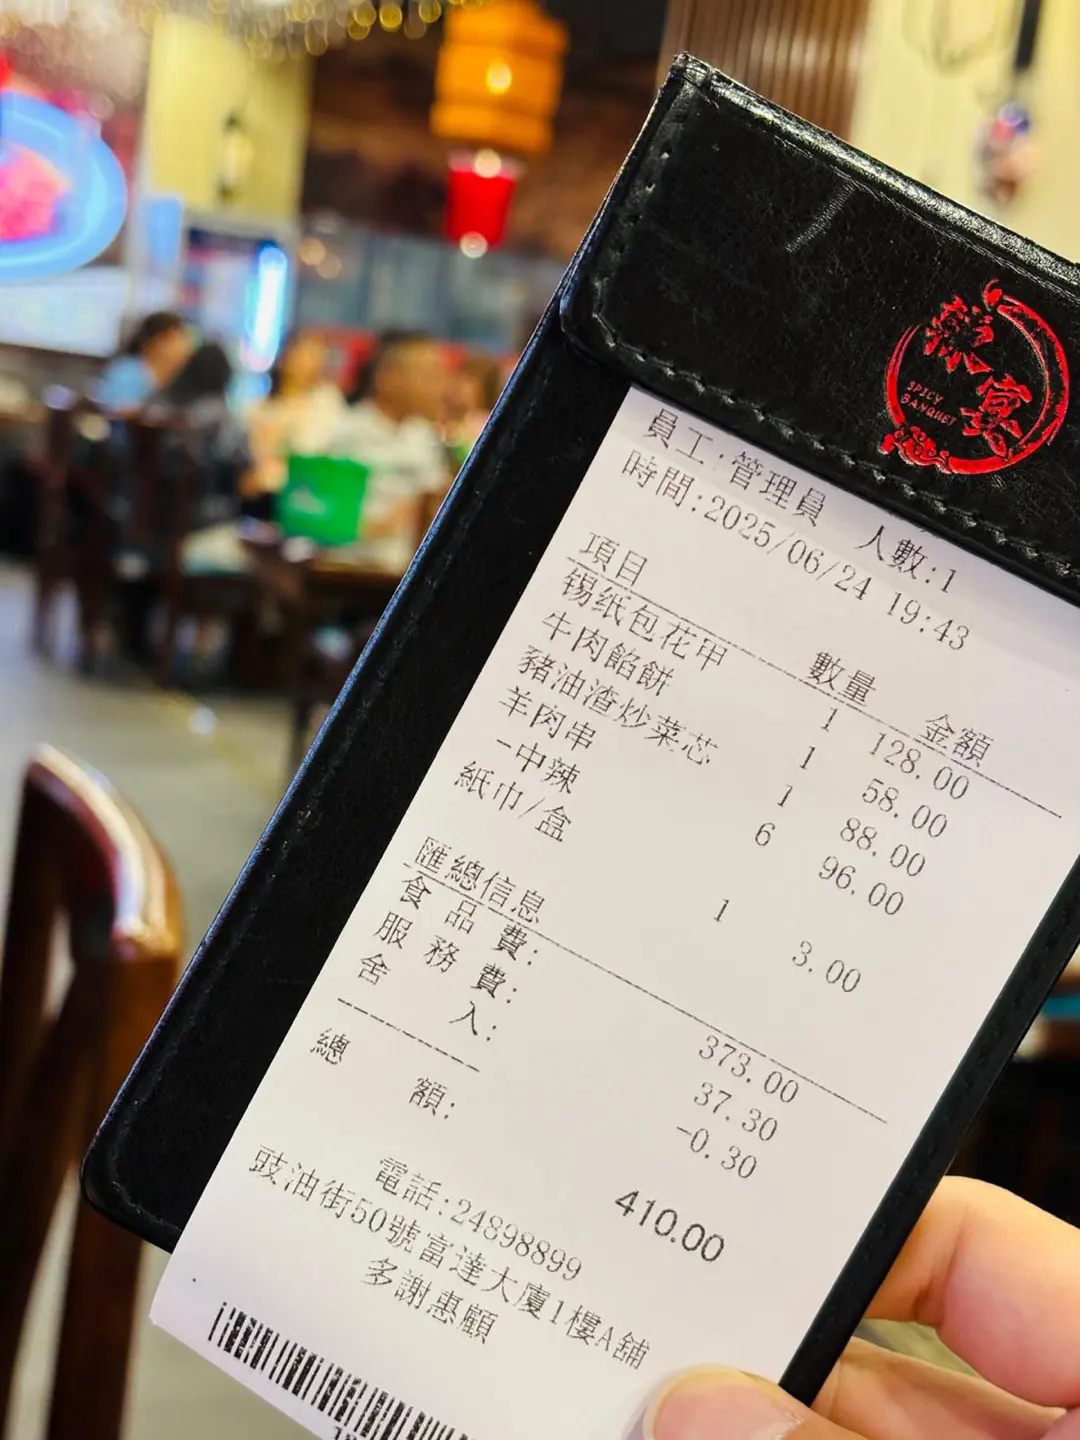 辣宴
SPICY
BANQUET
員工:管理員 人數:1
時間:2025/06/24 19:43
項目 數量 金額
錫纸包花甲 1 128.00
牛肉餡餅 1 58.00
豬油渣炒菜芯 1 88.00
羊肉串 6 96.00
-中辣
紙巾/盒 1 3.00
匯總信息
食品費: 373.00
服務費: 37.30
舍入: -0.30
總額: 410.00
電話:24898899
豉油街50號富達大廈1樓A舖
多謝惠顧